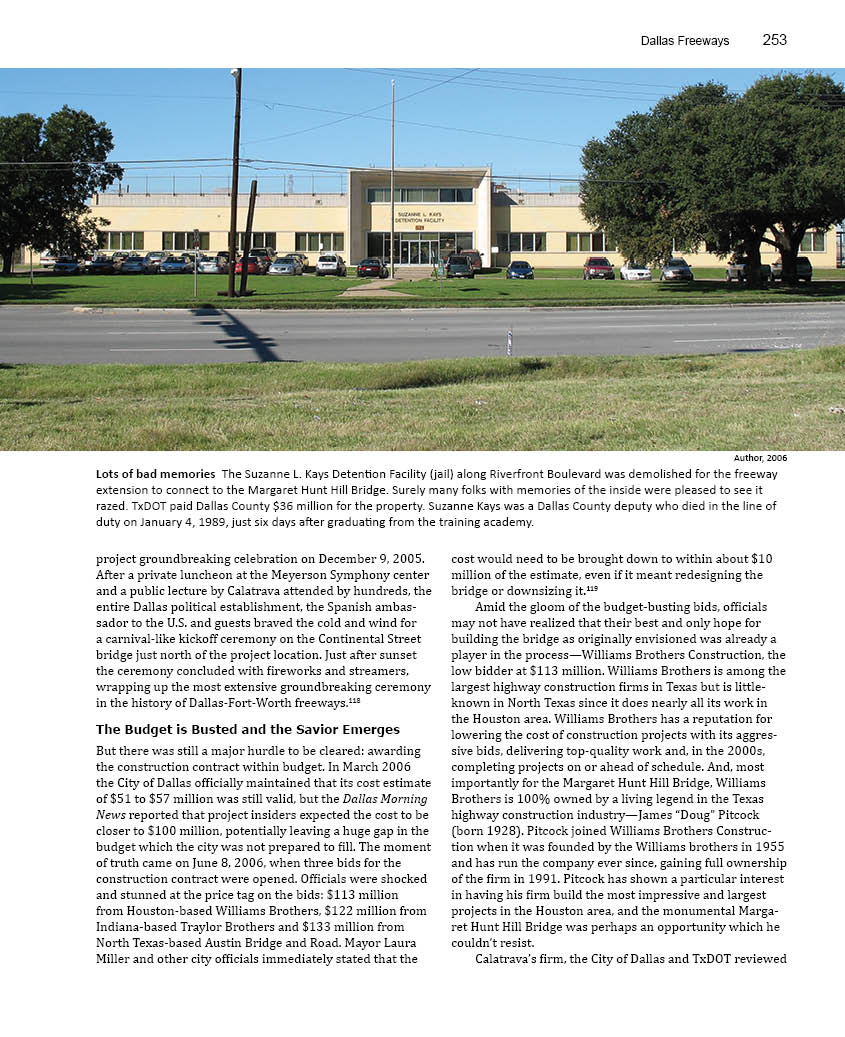 Dallas Freeways 253
SUZANNE L. KAYS
DETENTION FACILITY
Author, 2006
Lots of bad memories The Suzanne L. Kays Detention Facility (jail) along Riverfront Boulevard was demolished for the freeway
extension to connect to the Margaret Hunt Hill Bridge. Surely many folks with memories of the inside were pleased to see it
razed. TxDOT paid Dallas County $36 million for the property. Suzanne Kays was a Dallas County deputy who died in the line of
duty on January 4, 1989, just six days after graduating from the training academy.
project groundbreaking celebration on December 9, 2005.
After a private luncheon at the Meyerson Symphony center
and a public lecture by Calatrava attended by hundreds, the
entire Dallas political establishment, the Spanish ambas-
sador to the U.S. and guests braved the cold and wind for
a carnival-like kickoff ceremony on the Continental Street
bridge just north of the project location. Just after sunset
the ceremony concluded with fireworks and streamers,
wrapping up the most extensive groundbreaking ceremony
in the history of Dallas-Fort-Worth freeways.118
The Budget is Busted and the Savior Emerges
But there was still a major hurdle to be cleared: awarding
the construction contract within budget. In March 2006
the City of Dallas officially maintained that its cost estimate
of $51 to $57 million was still valid, but the Dallas Morning
News reported that project insiders expected the cost to be
closer to $100 million, potentially leaving a huge gap in the
budget which the city was not prepared to fill. The moment
of truth came on June 8, 2006, when three bids for the
construction contract were opened. Officials were shocked
and stunned at the price tag on the bids: $113 million
from Houston-based Williams Brothers, $122 million from
Indiana-based Traylor Brothers and $133 million from
North Texas-based Austin Bridge and Road. Mayor Laura
Miller and other city officials immediately stated that the
cost would need to be brought down to within about $10
million of the estimate, even if it meant redesigning the
bridge or downsizing it.119
Amid the gloom of the budget-busting bids, officials
may not have realized that their best and only hope for
building the bridge as originally envisioned was already a
player in the process—Williams Brothers Construction, the
low bidder at $113 million. Williams Brothers is among the
largest highway construction firms in Texas but is little-
known in North Texas since it does nearly all its work in
the Houston area. Williams Brothers has a reputation for
lowering the cost of construction projects with its aggres-
sive bids, delivering top-quality work and, in the 2000s,
completing projects on or ahead of schedule. And, most
importantly for the Margaret Hunt Hill Bridge, Williams
Brothers is 100% owned by a living legend in the Texas
highway construction industry—James “Doug” Pitcock
(born 1928). Pitcock joined Williams Brothers Construc-
tion when it was founded by the Williams brothers in 1955
and has run the company ever since, gaining full ownership
of the firm in 1991. Pitcock has shown a particular interest
in having his firm build the most impressive and largest
projects in the Houston area, and the monumental Marga-
ret Hunt Hill Bridge was perhaps an opportunity which he
couldn’t resist.
Calatrava’s firm, the City of Dallas and TxDOT reviewed